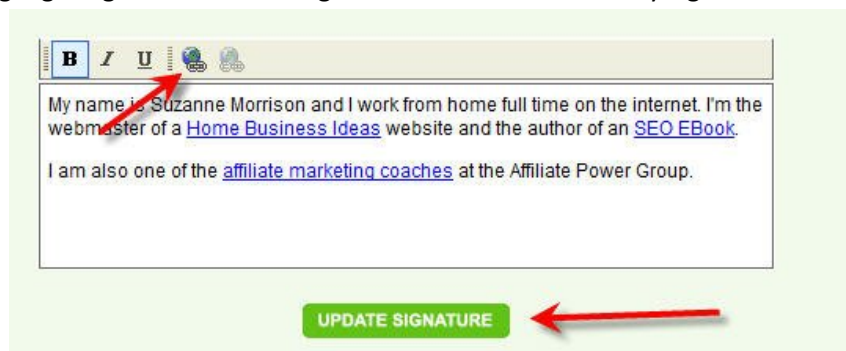 B I U
My name is Suzanne Morrison and I work from home full time on the internet. I'm the
webmaster of a Home Business Ideas website and the author of an SEO EBook.
I am also one of the affiliate marketing coaches at the Affiliate Power Group.
UPDATE SIGNATURE